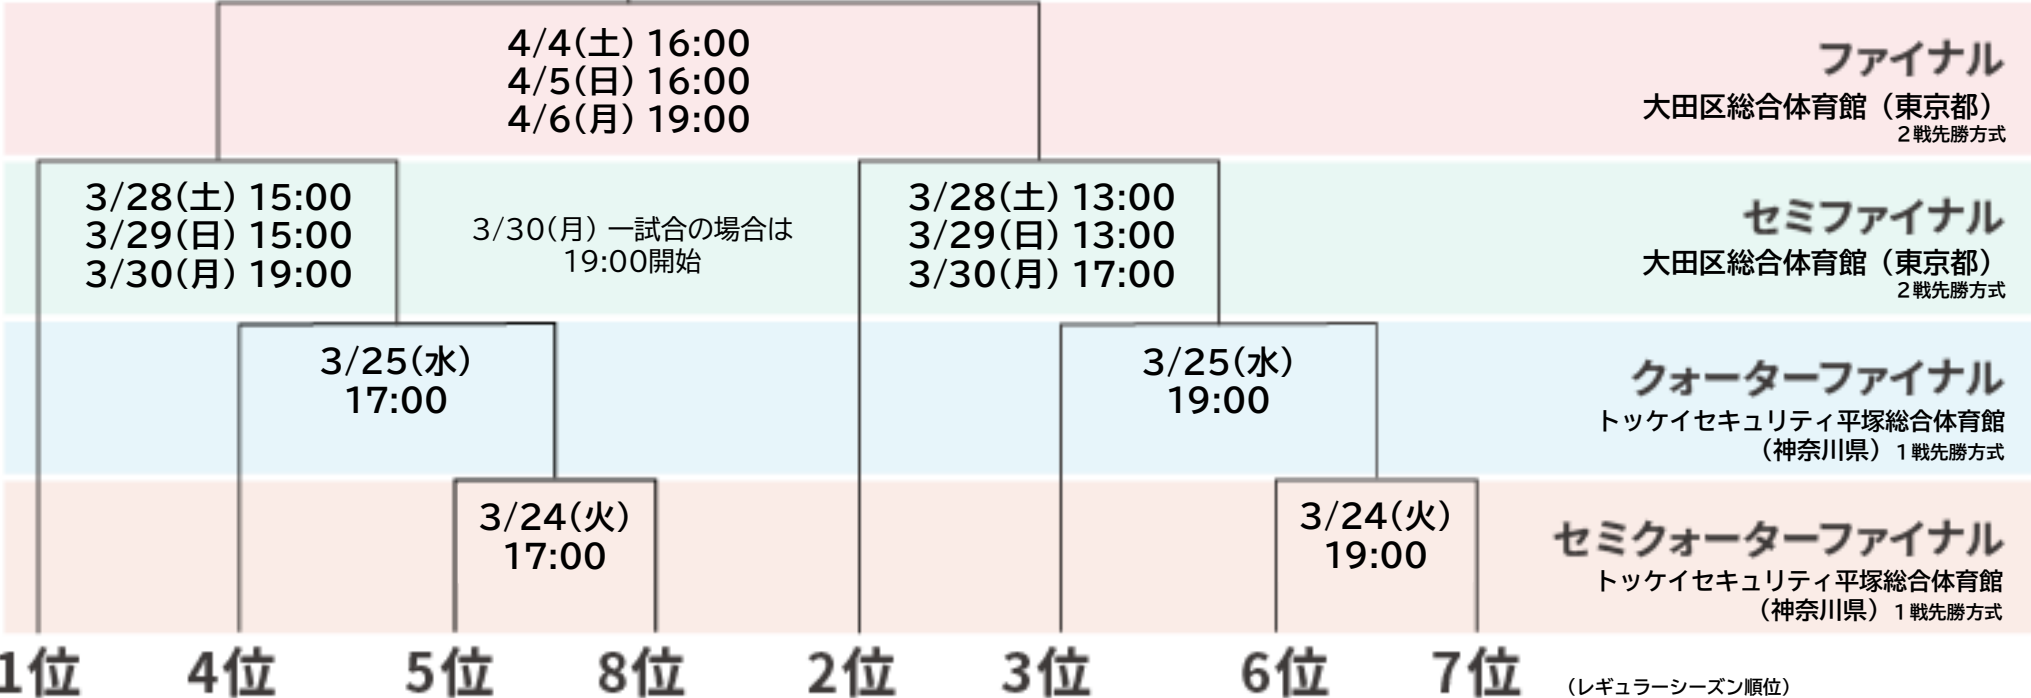 4/4(土) 16:00
4/5(日) 16:00
4/6(月) 19:00
ファイナル
大田区総合体育館（東京都）
２戦先勝方式
3/28(土) 15:00
3/29(日) 15:00
3/30(月) 19:00
3/30(月) 一試合の場合は
19:00開始
3/28(土) 13:00
3/29(日) 13:00
3/30(月) 17:00
セミファイナル
大田区総合体育館（東京都）
２戦先勝方式
3/25(水)
17:00
3/25(水)
19:00
クォーターファイナル
トッケイセキュリティ平塚総合体育館
（神奈川県）１戦先勝方式
3/24(火)
17:00
3/24(火)
19:00
セミクォーターファイナル
トッケイセキュリティ平塚総合体育館
（神奈川県）１戦先勝方式
1位 4位 5位 8位 2位 3位 6位 7位 （レギュラーシーズン順位）